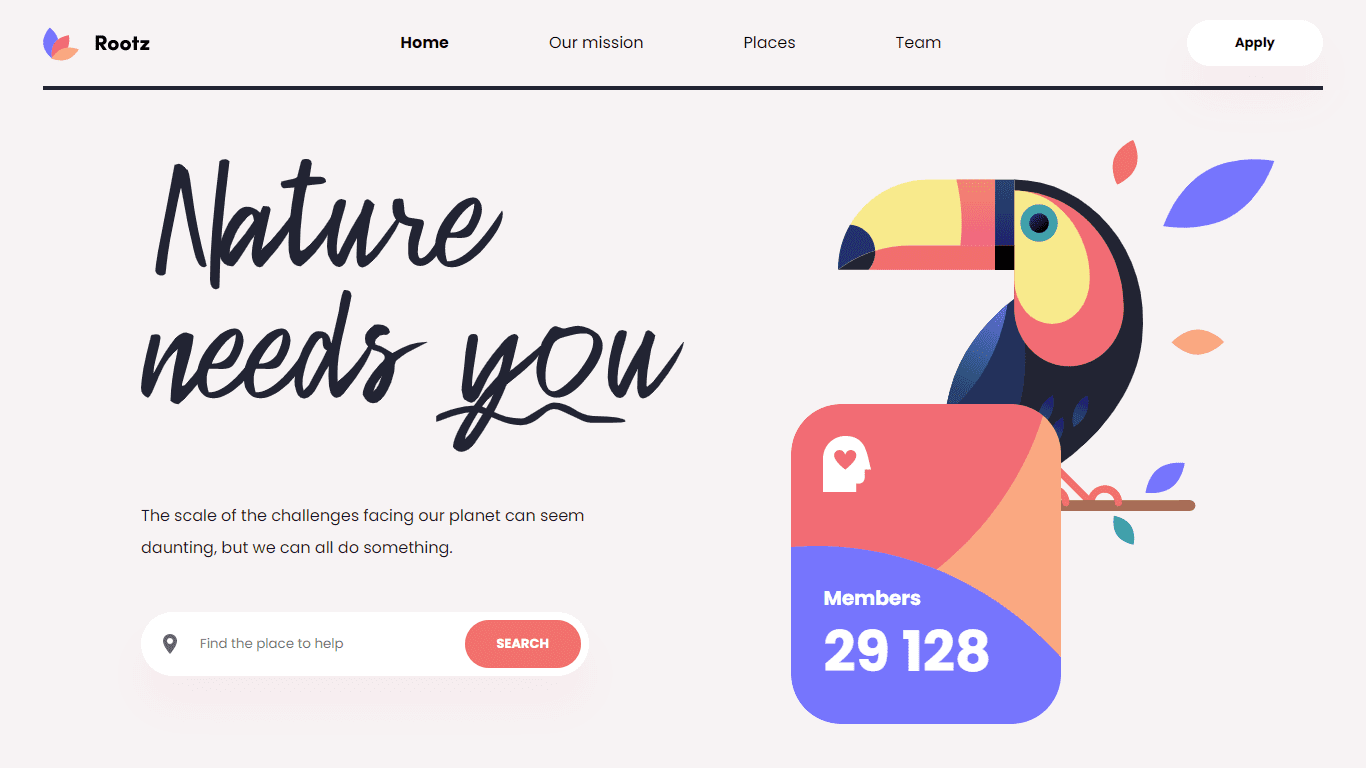 Rootz
Home
Our mission
Places
Team
Apply
Nature
needs you
The scale of the challenges facing our planet can seem
daunting, but we can all do something.
Find the place to help
SEARCH
Members
29 128